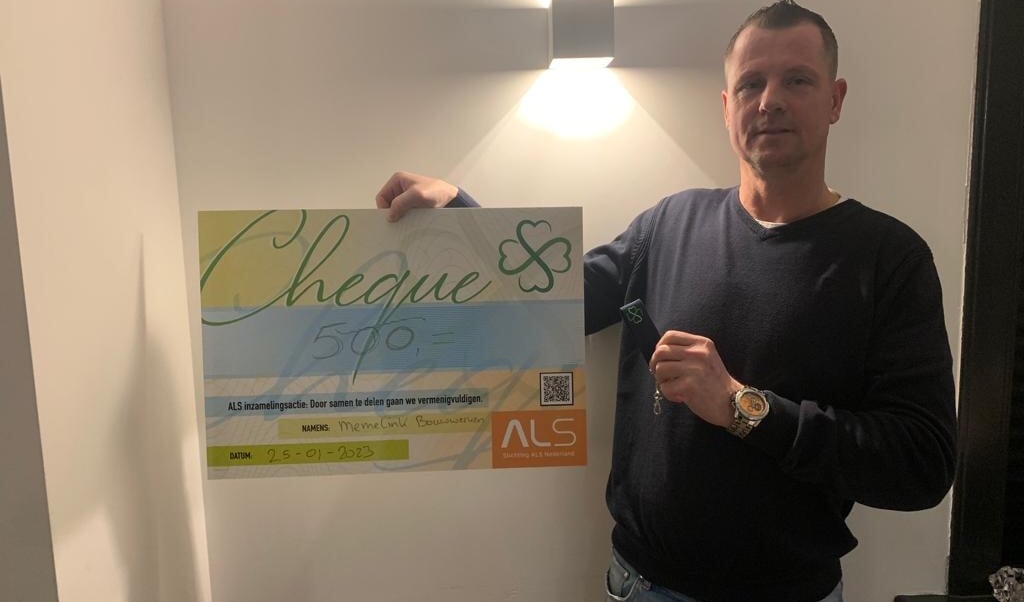 Cheque
500,=
ALS inzamelingsactie: Door samen te delen gaan we vermenigvuldigen.
NAMENS: Memelink Bouwwerken
DATUM: 25-01-2023
ALS
Stichting ALS Nederland